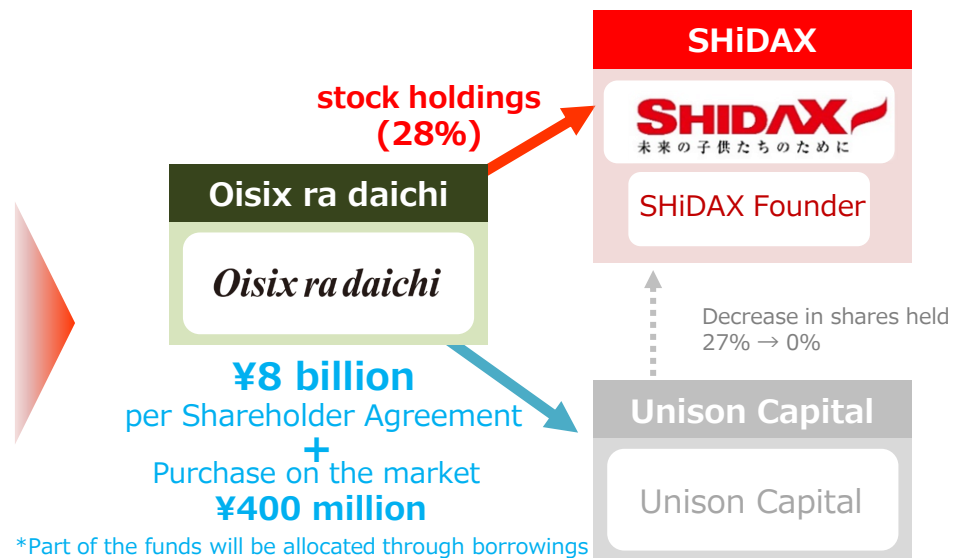 SHiDAX
SHIDAX
未来の子供たちのために
SHiDAX Founder
stock holdings
(28%)
Oisix ra daichi
Oisix ra daichi
Decrease in shares held
27% → 0%
¥8 billion
per Shareholder Agreement
+
Purchase on the market
¥400 million
*Part of the funds will be allocated through borrowings
Unison Capital
Unison Capital